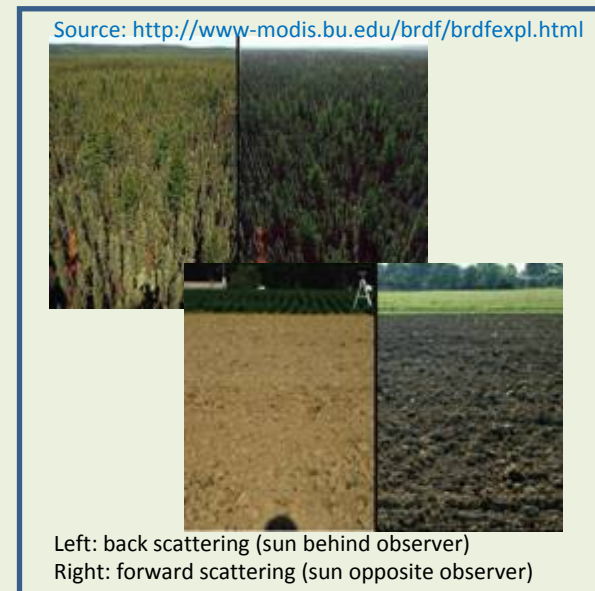 Source: http://www-modis.bu.edu/brdf/brdfexpl.html
Left: back scattering (sun behind observer)
Right: forward scattering (sun opposite observer)